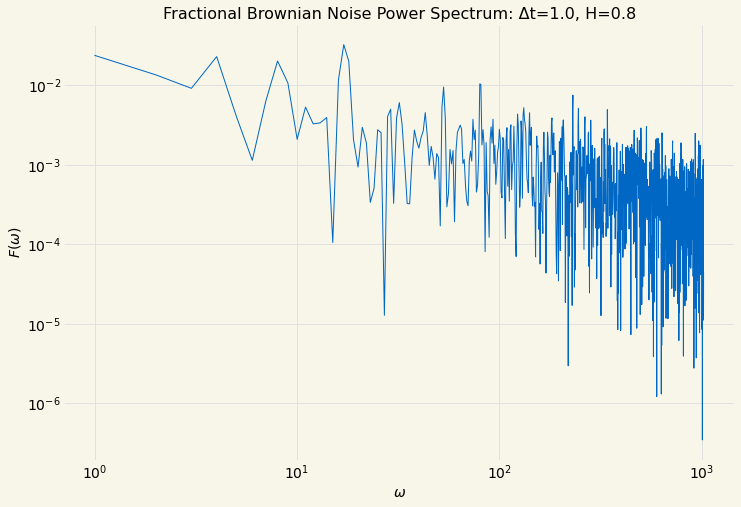 Fractional Brownian Noise Power Spectrum: Δt=1.0, H=0.8
F(ω)
10⁻²
10⁻³
10⁻⁴
10⁻⁵
10⁻⁶
10⁰ 10¹ 10² 10³
ω